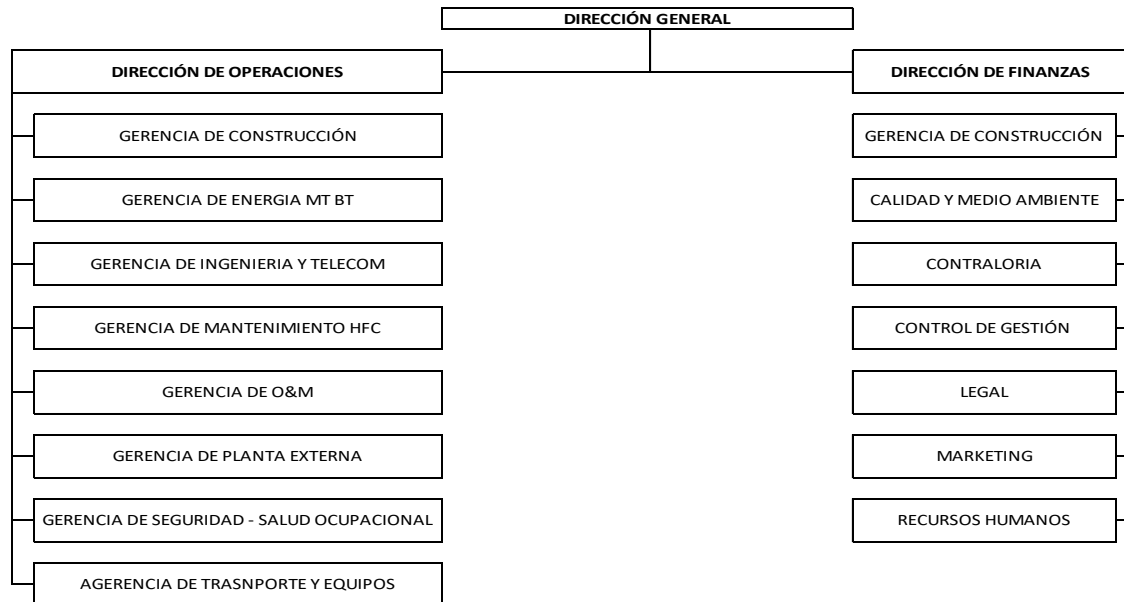 DIRECCIÓN GENERAL
DIRECCIÓN DE OPERACIONES
DIRECCIÓN DE FINANZAS
GERENCIA DE CONSTRUCCIÓN
GERENCIA DE CONSTRUCCIÓN
GERENCIA DE ENERGIA MT BT
CALIDAD Y MEDIO AMBIENTE
GERENCIA DE INGENIERIA Y TELECOM
CONTRALORIA
GERENCIA DE MANTENIMIENTO HFC
CONTROL DE GESTIÓN
GERENCIA DE O&M
LEGAL
GERENCIA DE PLANTA EXTERNA
MARKETING
GERENCIA DE SEGURIDAD - SALUD OCUPACIONAL
RECURSOS HUMANOS
AGERENCIA DE TRASNPORTE Y EQUIPOS